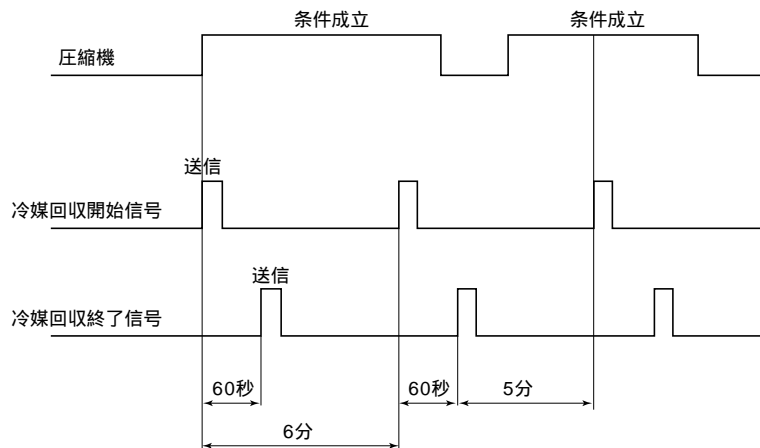 条件成立
条件成立
圧縮機
送信
冷媒回収開始信号
送信
冷媒回収終了信号
60秒
60秒
5分
6分